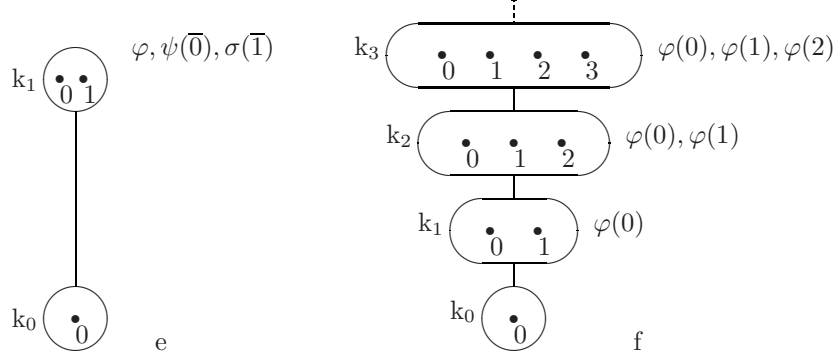 φ, ψ(0̅), σ(1̅)
k₁
0 1
k₀
0
e
k₃
0 1 2 3
φ(0), φ(1), φ(2)
k₂
0 1 2
φ(0), φ(1)
k₁
0 1
φ(0)
k₀
0
f